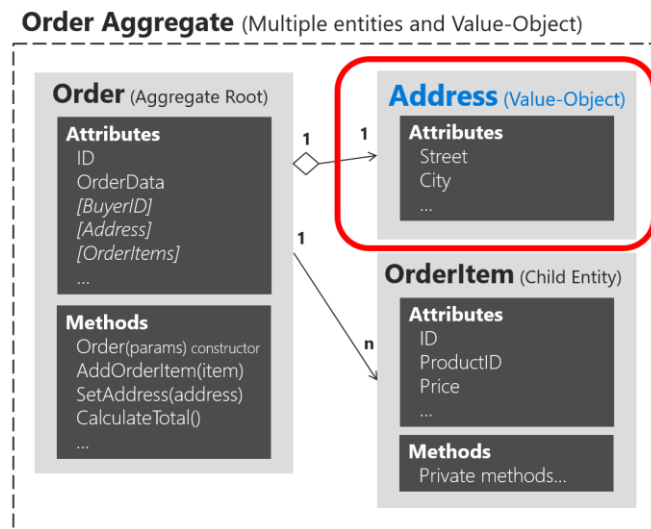 Order Aggregate (Multiple entities and Value-Object)
Order (Aggregate Root)
Attributes
ID
OrderData
[BuyerID]
[Address]
[OrderItems]
...
Methods
Order(params) constructor
AddOrderItem(item)
SetAddress(address)
CalculateTotal()
...
1
1
1
n
Address (Value-Object)
Attributes
Street
City
...
OrderItem (Child Entity)
Attributes
ID
ProductID
Price
...
Methods
Private methods...